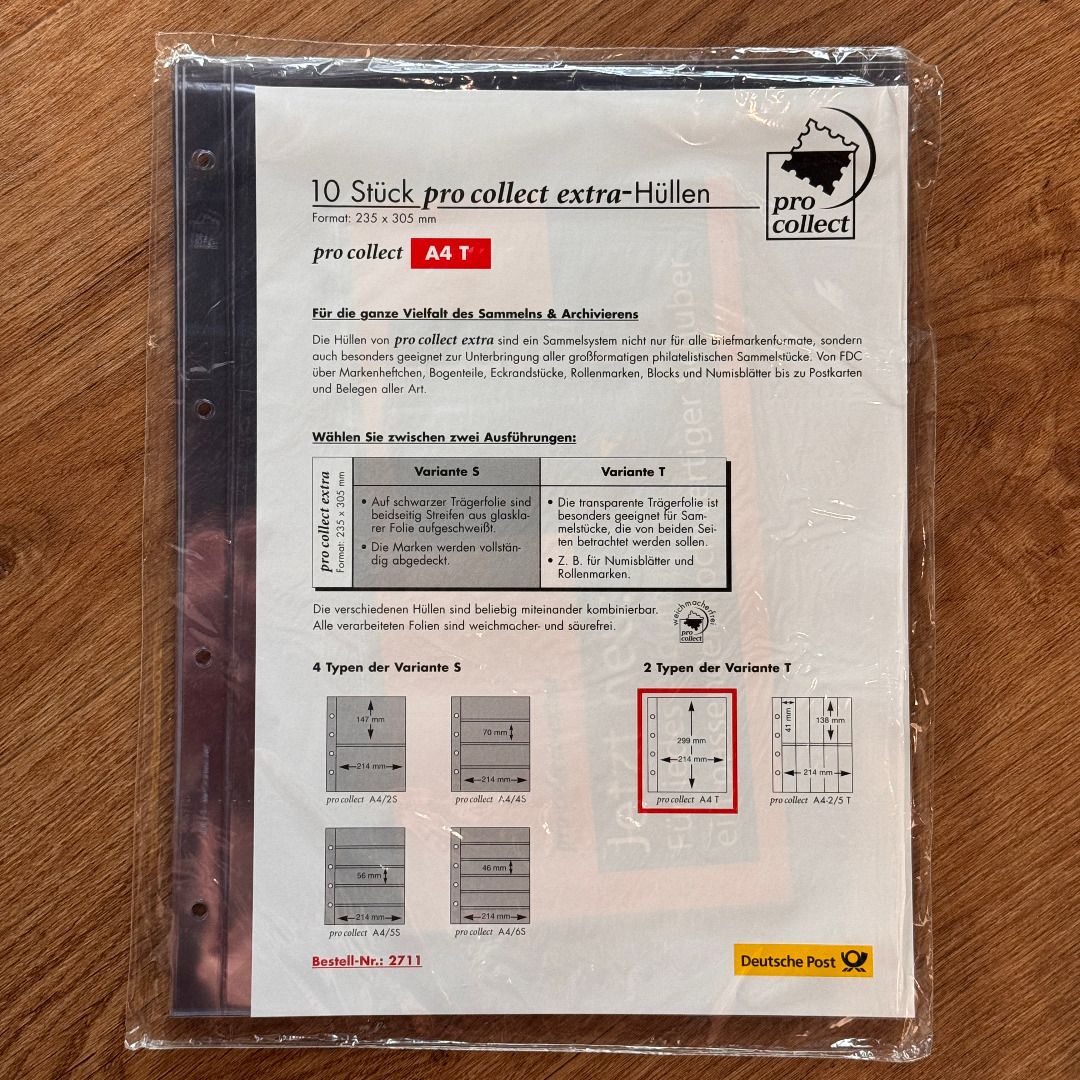 pro
collect
10 Stück pro collect extra-Hüllen
Format: 235 x 305 mm
pro collect A4 T
Für die ganze Vielfalt des Sammelns & Archivierens
Die Hüllen von pro collect extra sind ein Sammelsystem nicht nur für alle Briefmarkenformate, sondern
auch besonders geeignet zur Unterbringung aller großformatigen philatelistischen Sammelstücke. Von FDC
über Markenheftchen, Bogenteile, Eckrandstücke, Rollenmarken, Blocks und Numisblätter bis zu Postkarten
und Belegen aller Art.
Wählen Sie zwischen zwei Ausführungen:
pro collect extra
Format: 235 x 305 mm
Variante S
• Auf schwarzer Trägerfolie sind
beidseitig Streifen aus glaskla-
rer Folie aufgeschweißt.
• Die Marken werden vollstän-
dig abgedeckt.
Variante T
• Die transparente Trägerfolie ist
besonders geeignet für Sam-
melstücke, die von beiden Sei-
ten betrachtet werden sollen.
• Z. B. für Numisblätter und
Rollenmarken.
Die verschiedenen Hüllen sind beliebig miteinander kombinierbar.
Alle verarbeiteten Folien sind weichmacher- und säurefrei.
weichmacherfrei
pro
collect
4 Typen der Variante S
147 mm
214 mm
pro collect A4/2S
70 mm
214 mm
pro collect A4/4S
56 mm
214 mm
pro collect A4/5S
46 mm
214 mm
pro collect A4/6S
2 Typen der Variante T
299 mm
214 mm
pro collect A4 T
41 mm
138 mm
214 mm
pro collect A4-2/5 T
Bestell-Nr.: 2711
Deutsche Post